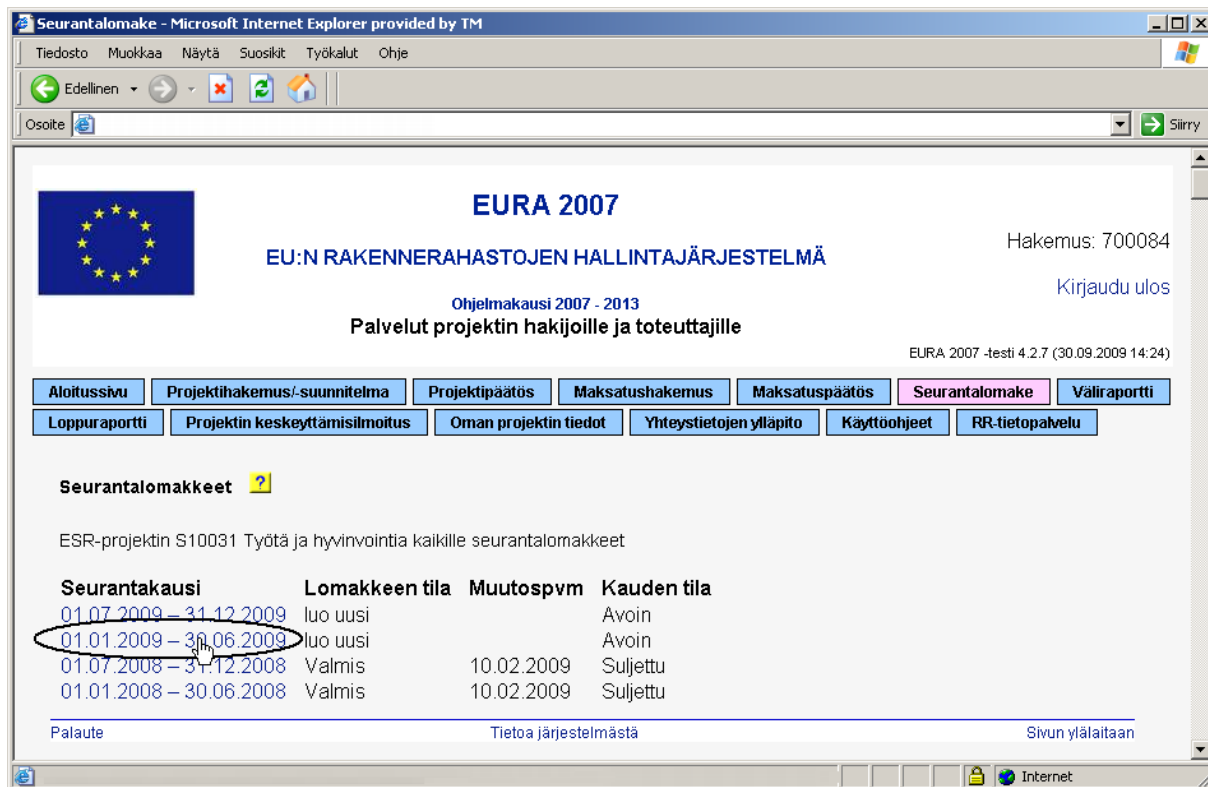 Seurantalomake - Microsoft Internet Explorer provided by TM
Tiedosto Muokkaa Näytä Suosikit Työkalut Ohje
Edellinen
Osoite Siirry
EURA 2007
EU:N RAKENNERAHASTOJEN HALLINTAJÄRJESTELMÄ
Hakemus: 700084
Kirjaudu ulos
Ohjelmakausi 2007 - 2013
Palvelut projektin hakijoille ja toteuttajille
EURA 2007 -testi 4.2.7 (30.09.2009 14:24)
Aloitussivu Projektihakemus/-suunnitelma Projektipäätös Maksatushakemus Maksatuspäätös Seurantalomake Väliraportti
Loppuraportti Projektin keskeyttämisilmoitus Oman projektin tiedot Yhteystietojen ylläpito Käyttöohjeet RR-tietopalvelu
Seurantalomakkeet ?
ESR-projektin S10031 Työtä ja hyvinvointia kaikille seurantalomakkeet
Seurantakausi Lomakkeen tila Muutospvm Kauden tila
01.07.2009 – 31.12.2009 luo uusi Avoin
01.01.2009 – 30.06.2009 luo uusi Avoin
01.07.2008 – 31.12.2008 Valmis 10.02.2009 Suljettu
01.01.2008 – 30.06.2008 Valmis 10.02.2009 Suljettu
Palaute Tietoa järjestelmästä Sivun ylälaitaan
Internet